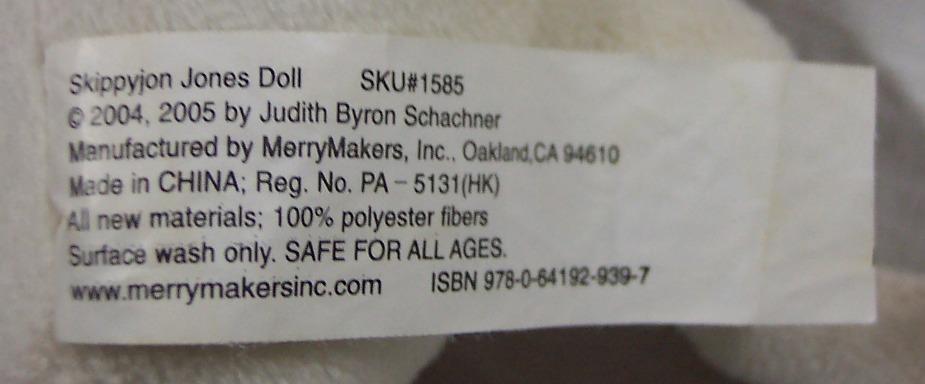 Skippyjon Jones Doll SKU#1585
© 2004, 2005 by Judith Byron Schachner
Manufactured by MerryMakers, Inc., Oakland,CA 94610
Made in CHINA; Reg. No. PA - 5131(HK)
All new materials; 100% polyester fibers
Surface wash only. SAFE FOR ALL AGES.
www.merrymakersinc.com ISBN 978-0-64192-939-7